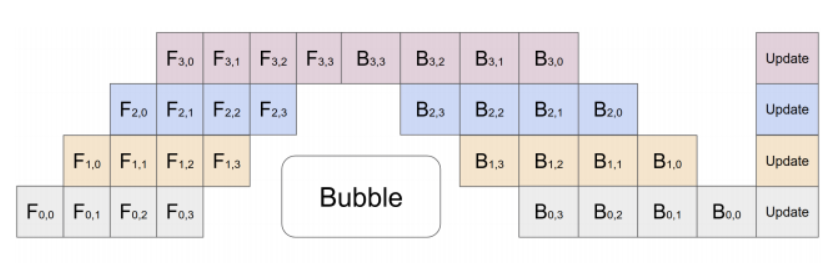 F3,0 F3,1 F3,2 F3,3 B3,3 B3,2 B3,1 B3,0 Update
F2,0 F2,1 F2,2 F2,3 B2,3 B2,2 B2,1 B2,0 Update
F1,0 F1,1 F1,2 F1,3 B1,3 B1,2 B1,1 B1,0 Update
Bubble
F0,0 F0,1 F0,2 F0,3 B0,3 B0,2 B0,1 B0,0 Update